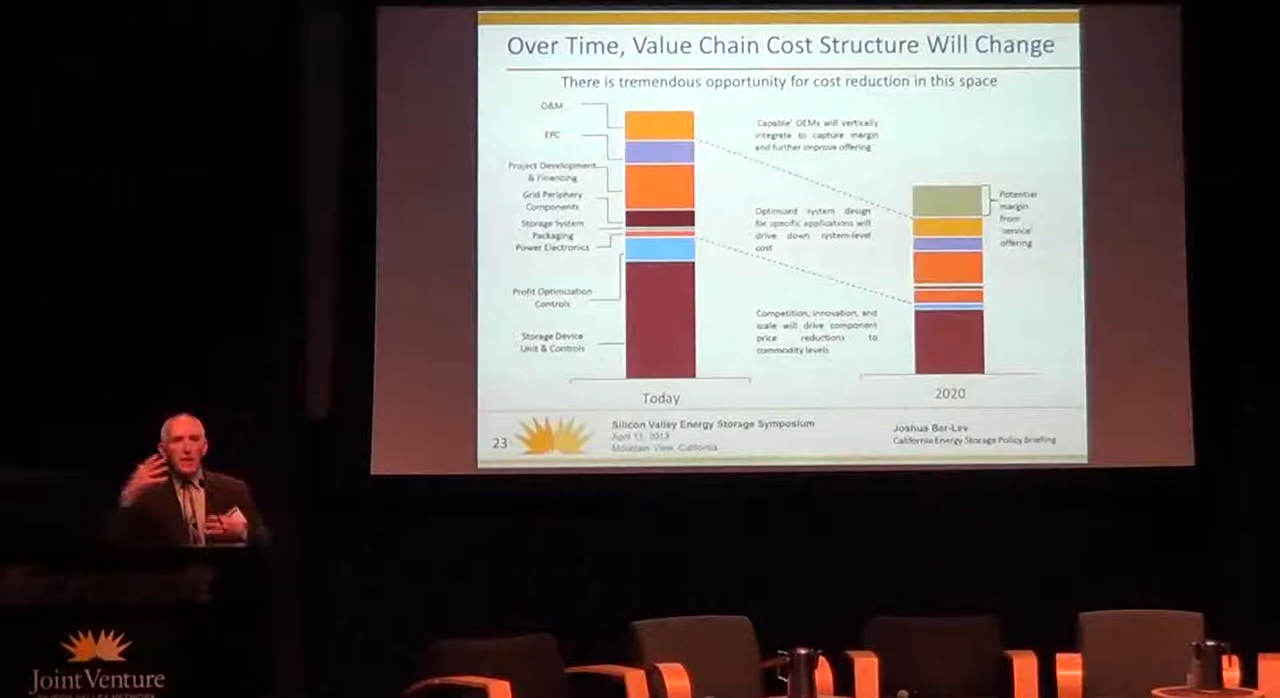 Over Time, Value Chain Cost Structure Will Change
There is tremendous opportunity for cost reduction in this space
O&M
EPC
Project Development
& Financing
Grid Periphery
Components
Storage System
Packaging
Power Electronics
Profit Optimization
Controls
Storage Device
Unit & Controls
'Capable' OEMs will vertically
integrate to capture margin
and further improve offering
Optimized system design
for specific applications will
drive down system-level
cost
Competition, innovation, and
scale will drive component
price reductions to
commodity levels
Potential
margin
from
'service'
offering
Today
2020
23
Silicon Valley Energy Storage Symposium
April 11, 2013
Mountain View, California
Joshua Bar-Lev
California Energy Storage Policy Briefing
Joint Venture
SILICON VALLEY NETWORK